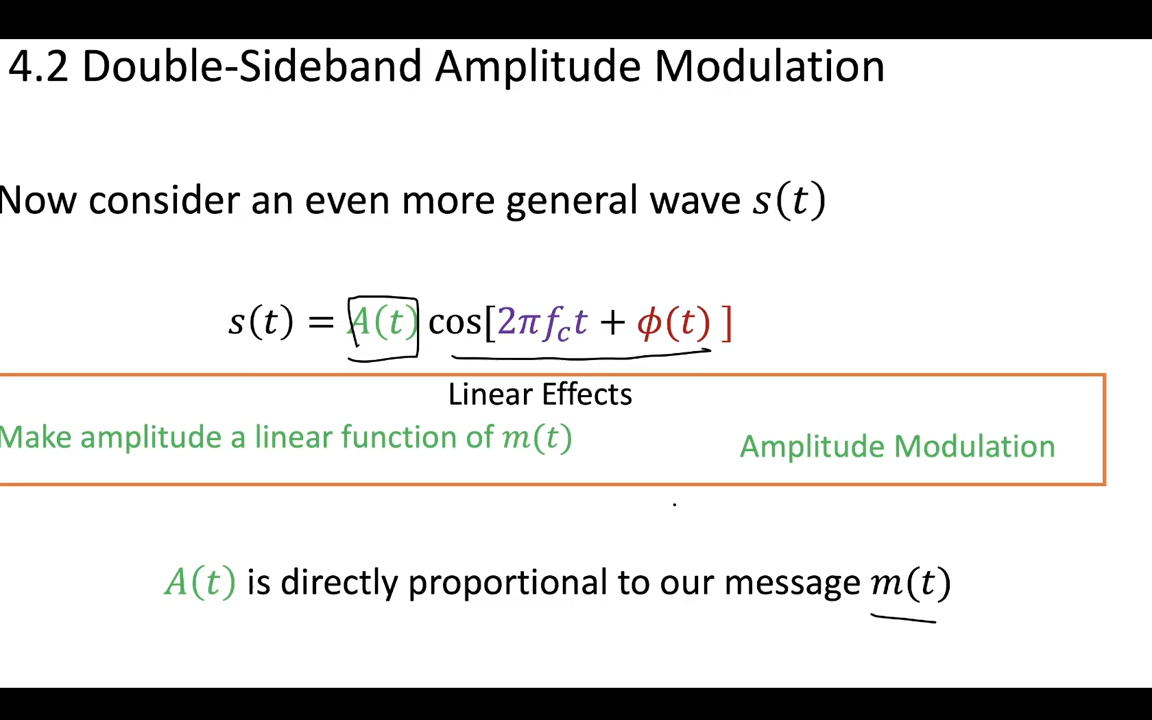 4.2 Double-Sideband Amplitude Modulation
Now consider an even more general wave s(t)
s(t) = A(t) cos[2πf_c t + ϕ(t) ]
Linear Effects
Make amplitude a linear function of m(t)
Amplitude Modulation
A(t) is directly proportional to our message m(t)